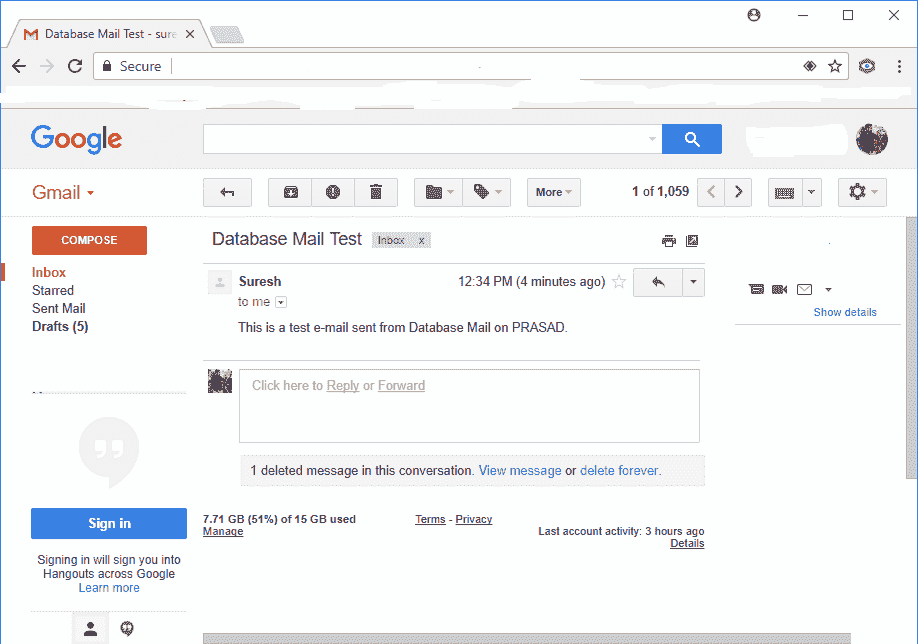 Database Mail Test - sure
Secure
Google
Gmail
More
1 of 1,059
COMPOSE
Inbox
Starred
Sent Mail
Drafts (5)
Database Mail Test Inbox x
Suresh 12:34 PM (4 minutes ago)
to me
This is a test e-mail sent from Database Mail on PRASAD.
Show details
Click here to Reply or Forward
1 deleted message in this conversation. View message or delete forever.
Sign in
Signing in will sign you into
Hangouts across Google
Learn more
7.71 GB (51%) of 15 GB used
Manage
Terms - Privacy
Last account activity: 3 hours ago
Details